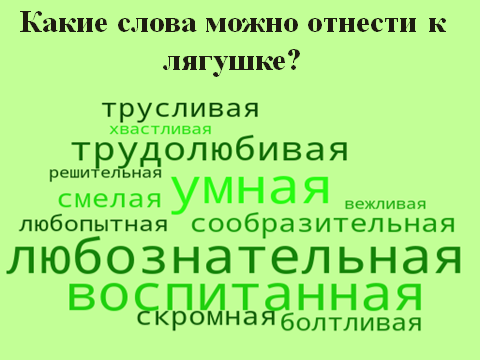 Какие слова можно отнести к
лягушке?
трусливая
хвастливая
трудолюбивая
решительная
умная
смелая
вежливая
любопытная
сообразительная
любознательная
воспитанная
скромная
болтливая